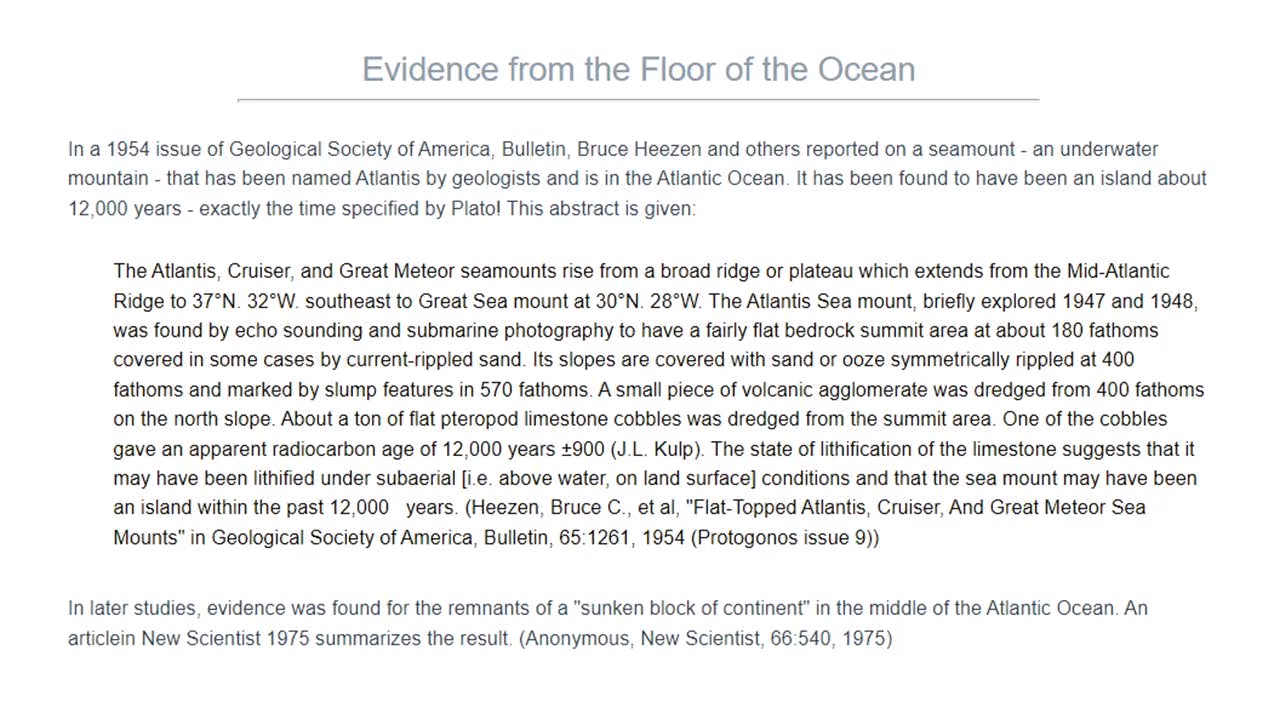 Evidence from the Floor of the Ocean
In a 1954 issue of Geological Society of America, Bulletin, Bruce Heezen and others reported on a seamount - an underwater
mountain - that has been named Atlantis by geologists and is in the Atlantic Ocean. It has been found to have been an island about
12,000 years - exactly the time specified by Plato! This abstract is given:
The Atlantis, Cruiser, and Great Meteor seamounts rise from a broad ridge or plateau which extends from the Mid-Atlantic
Ridge to 37°N. 32°W. southeast to Great Sea mount at 30°N. 28°W. The Atlantis Sea mount, briefly explored 1947 and 1948,
was found by echo sounding and submarine photography to have a fairly flat bedrock summit area at about 180 fathoms
covered in some cases by current-rippled sand. Its slopes are covered with sand or ooze symmetrically rippled at 400
fathoms and marked by slump features in 570 fathoms. A small piece of volcanic agglomerate was dredged from 400 fathoms
on the north slope. About a ton of flat pteropod limestone cobbles was dredged from the summit area. One of the cobbles
gave an apparent radiocarbon age of 12,000 years ±900 (J.L. Kulp). The state of lithification of the limestone suggests that it
may have been lithified under subaerial [i.e. above water, on land surface] conditions and that the sea mount may have been
an island within the past 12,000   years. (Heezen, Bruce C., et al, "Flat-Topped Atlantis, Cruiser, And Great Meteor Sea
Mounts" in Geological Society of America, Bulletin, 65:1261, 1954 (Protogonos issue 9))
In later studies, evidence was found for the remnants of a "sunken block of continent" in the middle of the Atlantic Ocean. An
articlein New Scientist 1975 summarizes the result. (Anonymous, New Scientist, 66:540, 1975)